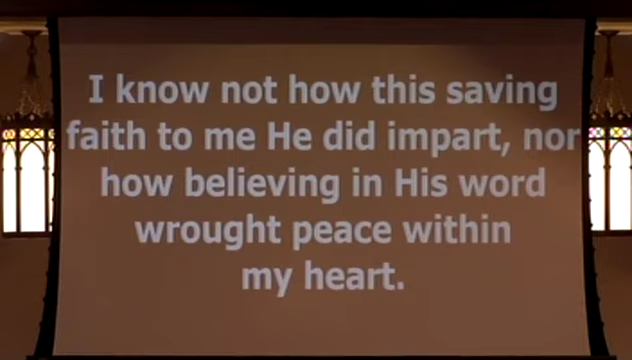 I know not how this saving
faith to me He did impart, nor
how believing in His word
wrought peace within
my heart.